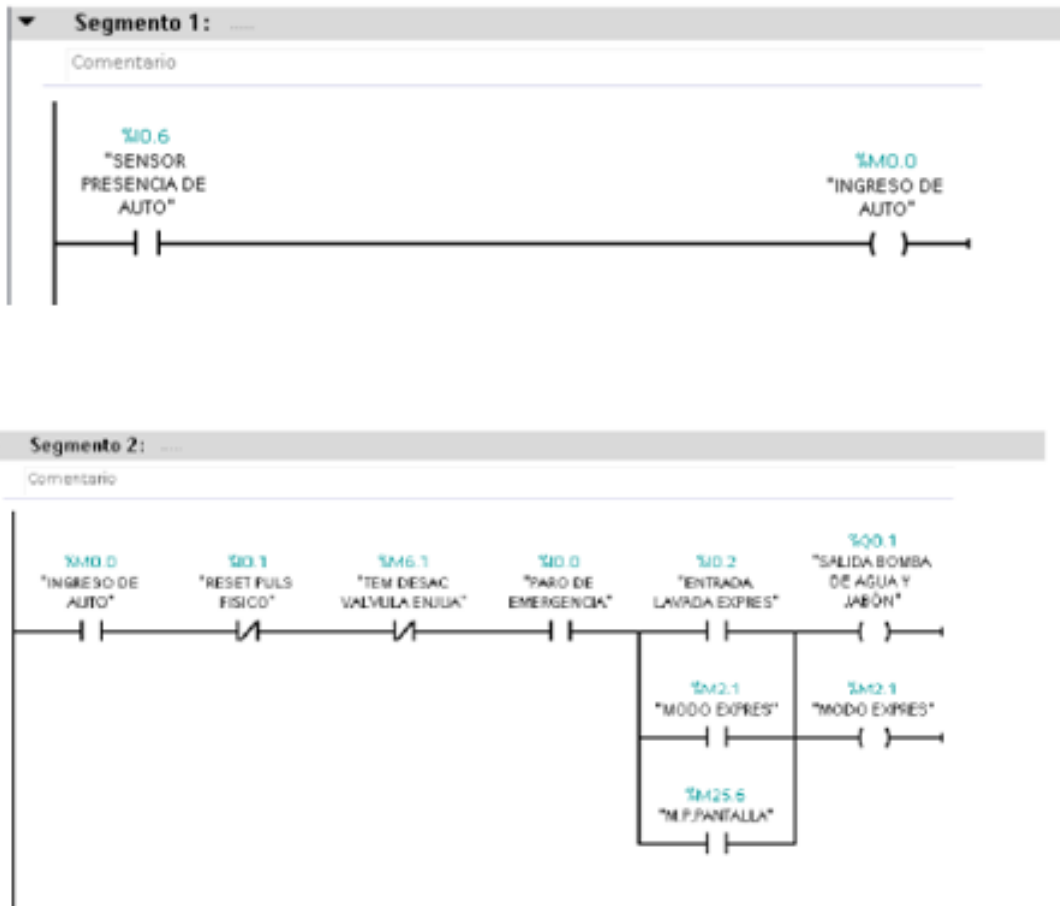 Segmento 1: .....
Comentario
%I0.6
"SENSOR
PRESENCIA DE
AUTO"
%M0.0
"INGRESO DE
AUTO"
Segmento 2: .....
Comentario
%M0.0
"INGRESO DE
AUTO"
%I0.1
"RESET PULS
FISICO"
%M6.1
"TEM DESAC
VALVULA ENJUA"
%I0.0
"PARO DE
EMERGENCIA"
%I0.2
"ENTRADA
LAVADA EXPRES"
%Q0.1
"SALIDA BOMBA
DE AGUA Y
JABÓN"
%M2.1
"MODO EXPRES"
%M2.1
"MODO EXPRES"
%M25.6
"M.P.PANTALLA"